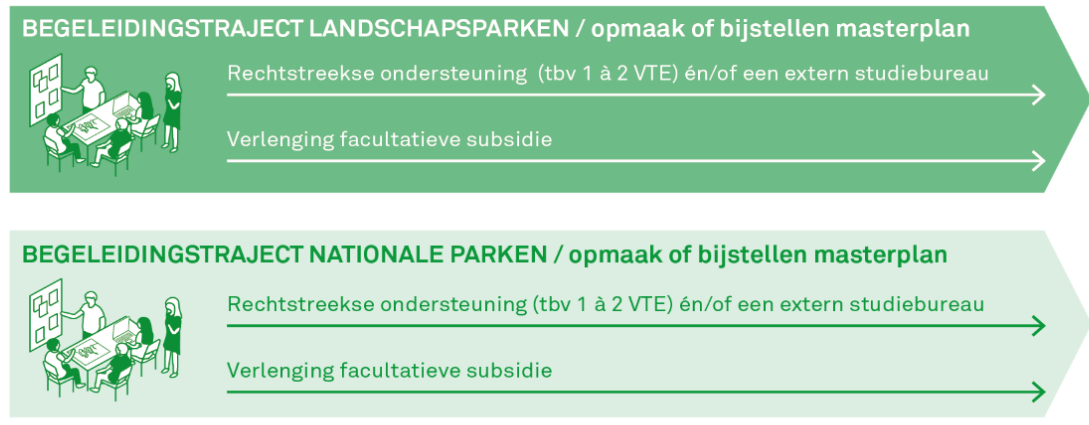 BEGELEIDINGSTRAJECT LANDSCHAPSPARKEN / opmaak of bijstellen masterplan
Rechtstreekse ondersteuning (tbv 1 à 2 VTE) én/of een extern studiebureau
Verlenging facultatieve subsidie
BEGELEIDINGSTRAJECT NATIONALE PARKEN / opmaak of bijstellen masterplan
Rechtstreekse ondersteuning (tbv 1 à 2 VTE) én/of een extern studiebureau
Verlenging facultatieve subsidie